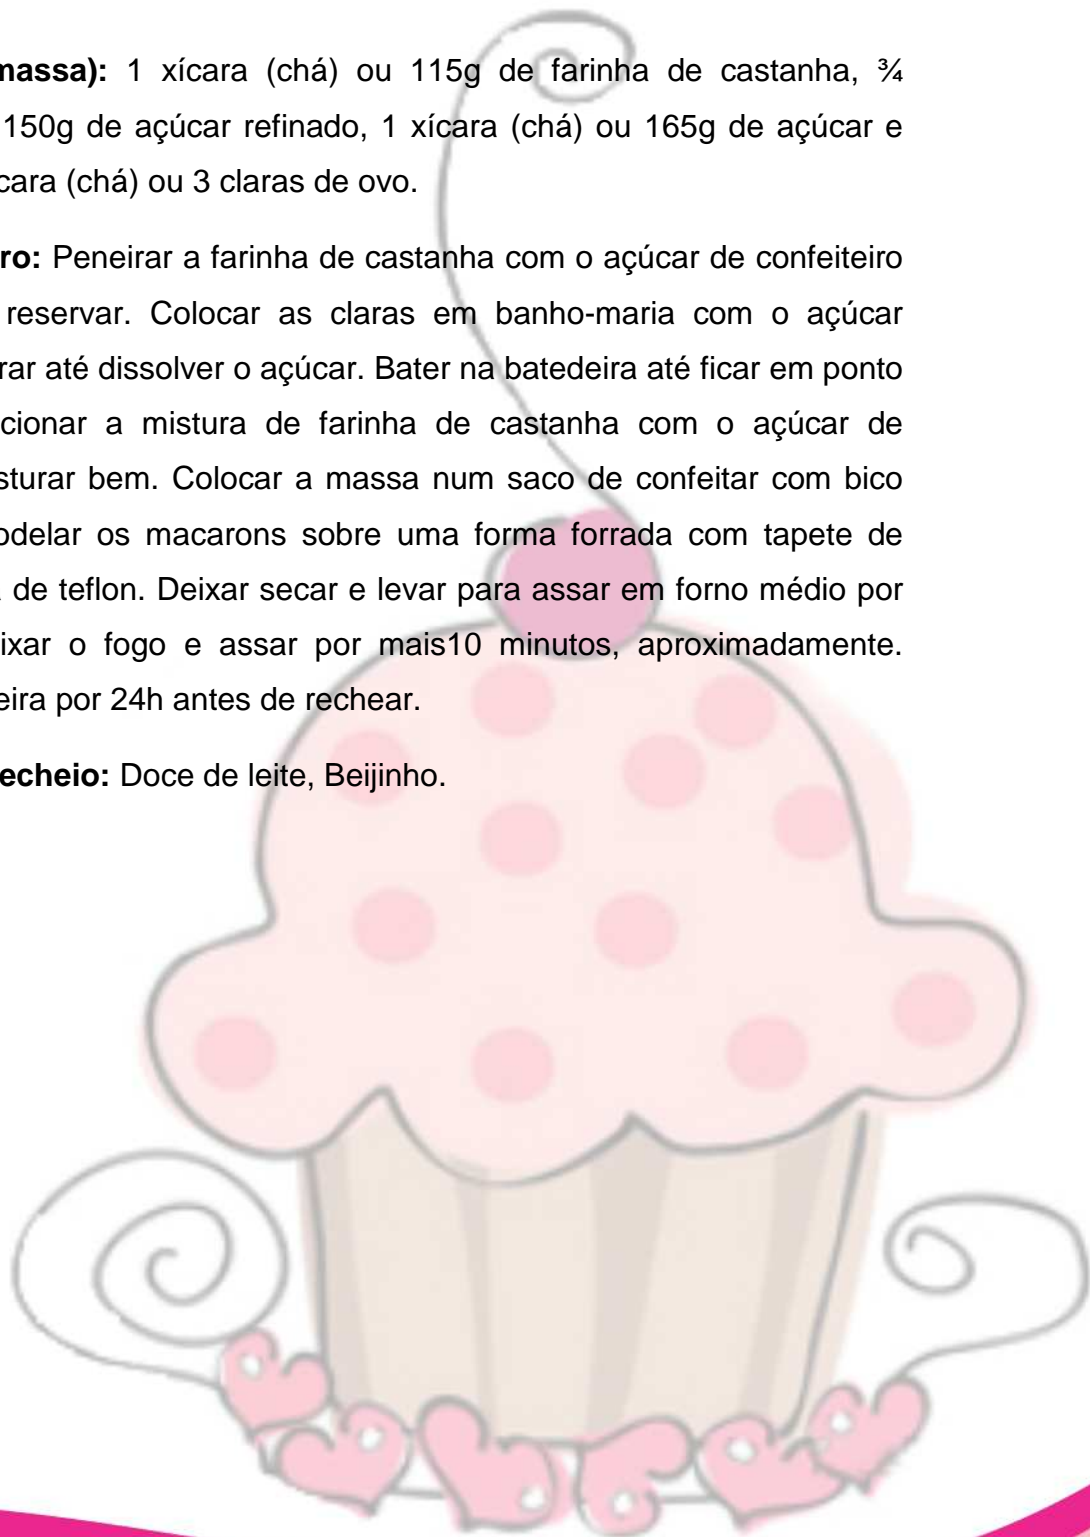 massa): 1 xícara (chá) ou 115g de farinha de castanha, ¾
150g de açúcar refinado, 1 xícara (chá) ou 165g de açúcar e
cara (chá) ou 3 claras de ovo.
ro: Peneirar a farinha de castanha com o açúcar de confeiteiro
reservar. Colocar as claras em banho-maria com o açúcar
rar até dissolver o açúcar. Bater na batedeira até ficar em ponto
cionar a mistura de farinha de castanha com o açúcar de
sturar bem. Colocar a massa num saco de confeitar com bico
odelar os macarons sobre uma forma forrada com tapete de
de teflon. Deixar secar e levar para assar em forno médio por
ixar o fogo e assar por mais10 minutos, aproximadamente.
eira por 24h antes de rechear.
echeio: Doce de leite, Beijinho.